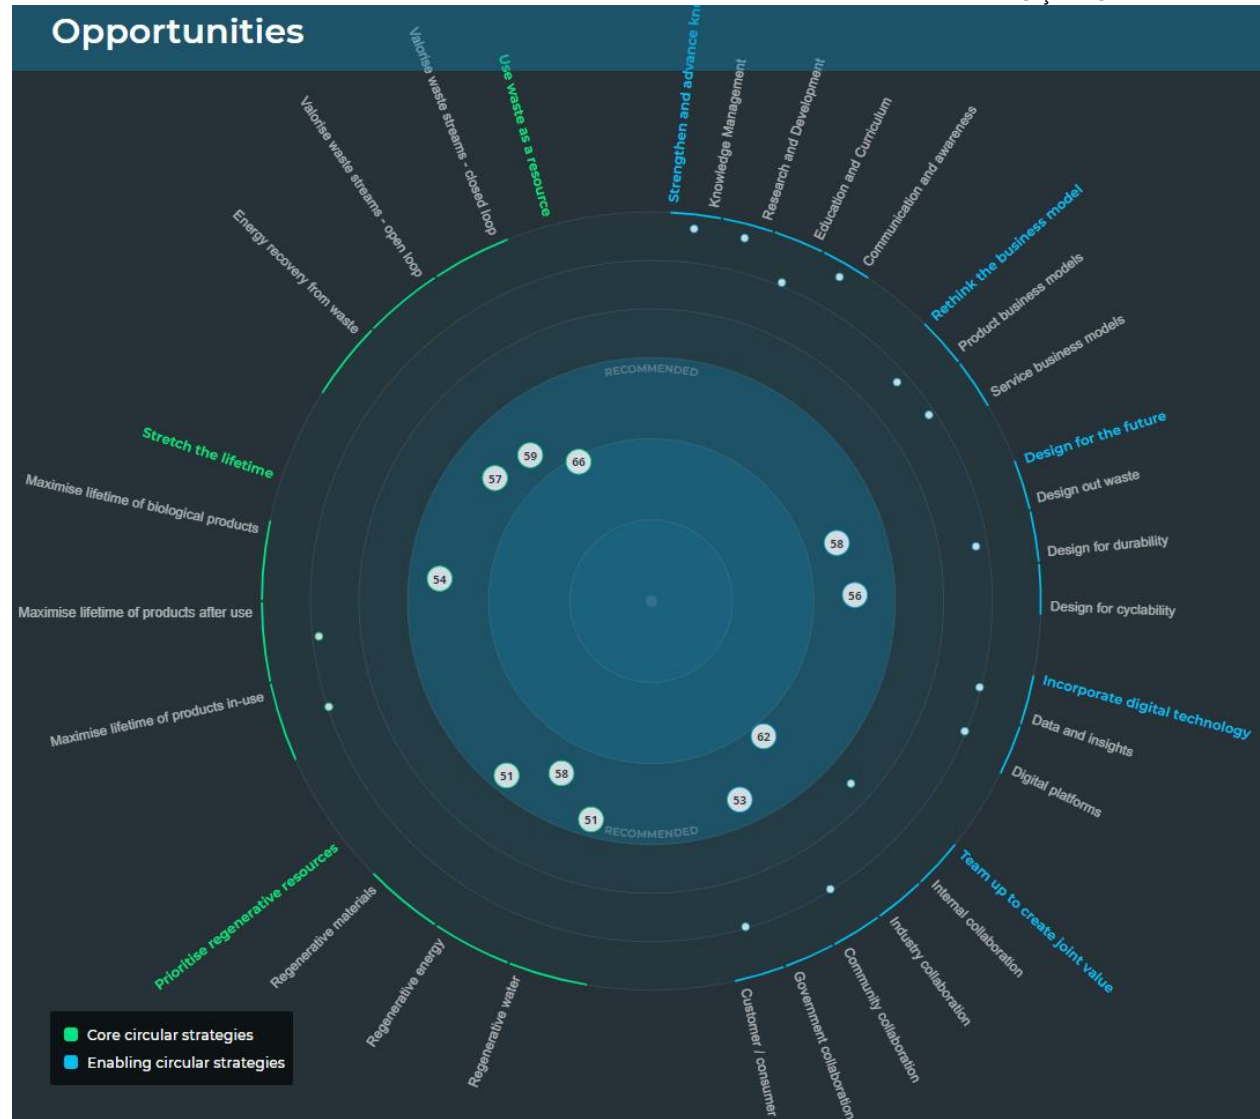 Opportunities
Use waste as a resource
Valorise waste streams - closed loop
Valorise waste streams - open loop
Energy recovery from waste
Stretch the lifetime
Maximise lifetime of biological products
Maximise lifetime of products after use
Maximise lifetime of products in-use
Prioritise regenerative resources
Regenerative materials
Regenerative energy
Regenerative water
Strengthen and advance
Knowledge Management
Research and Development
Education and Curriculum
Communication and awareness
Rethink the business model
Product business models
Service business models
Design for the future
Design out waste
Design for durability
Design for cyclability
Incorporate digital technology
Data and insights
Digital platforms
Team up to create joint value
Internal collaboration
Industry collaboration
Community collaboration
Government collaboration
Customer / consumer
RECOMMENDED
59
66
57
58
54
56
62
51
58
53
51
RECOMMENDED
Core circular strategies
Enabling circular strategies